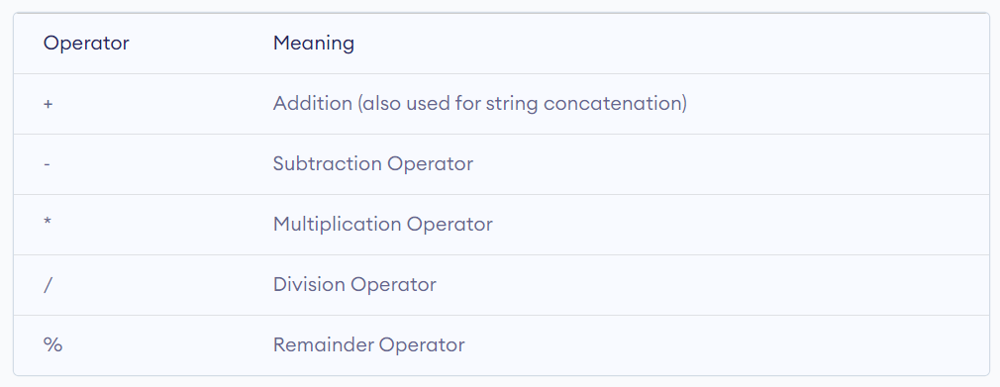 Operator Meaning
+ Addition (also used for string concatenation)
- Subtraction Operator
* Multiplication Operator
/ Division Operator
% Remainder Operator